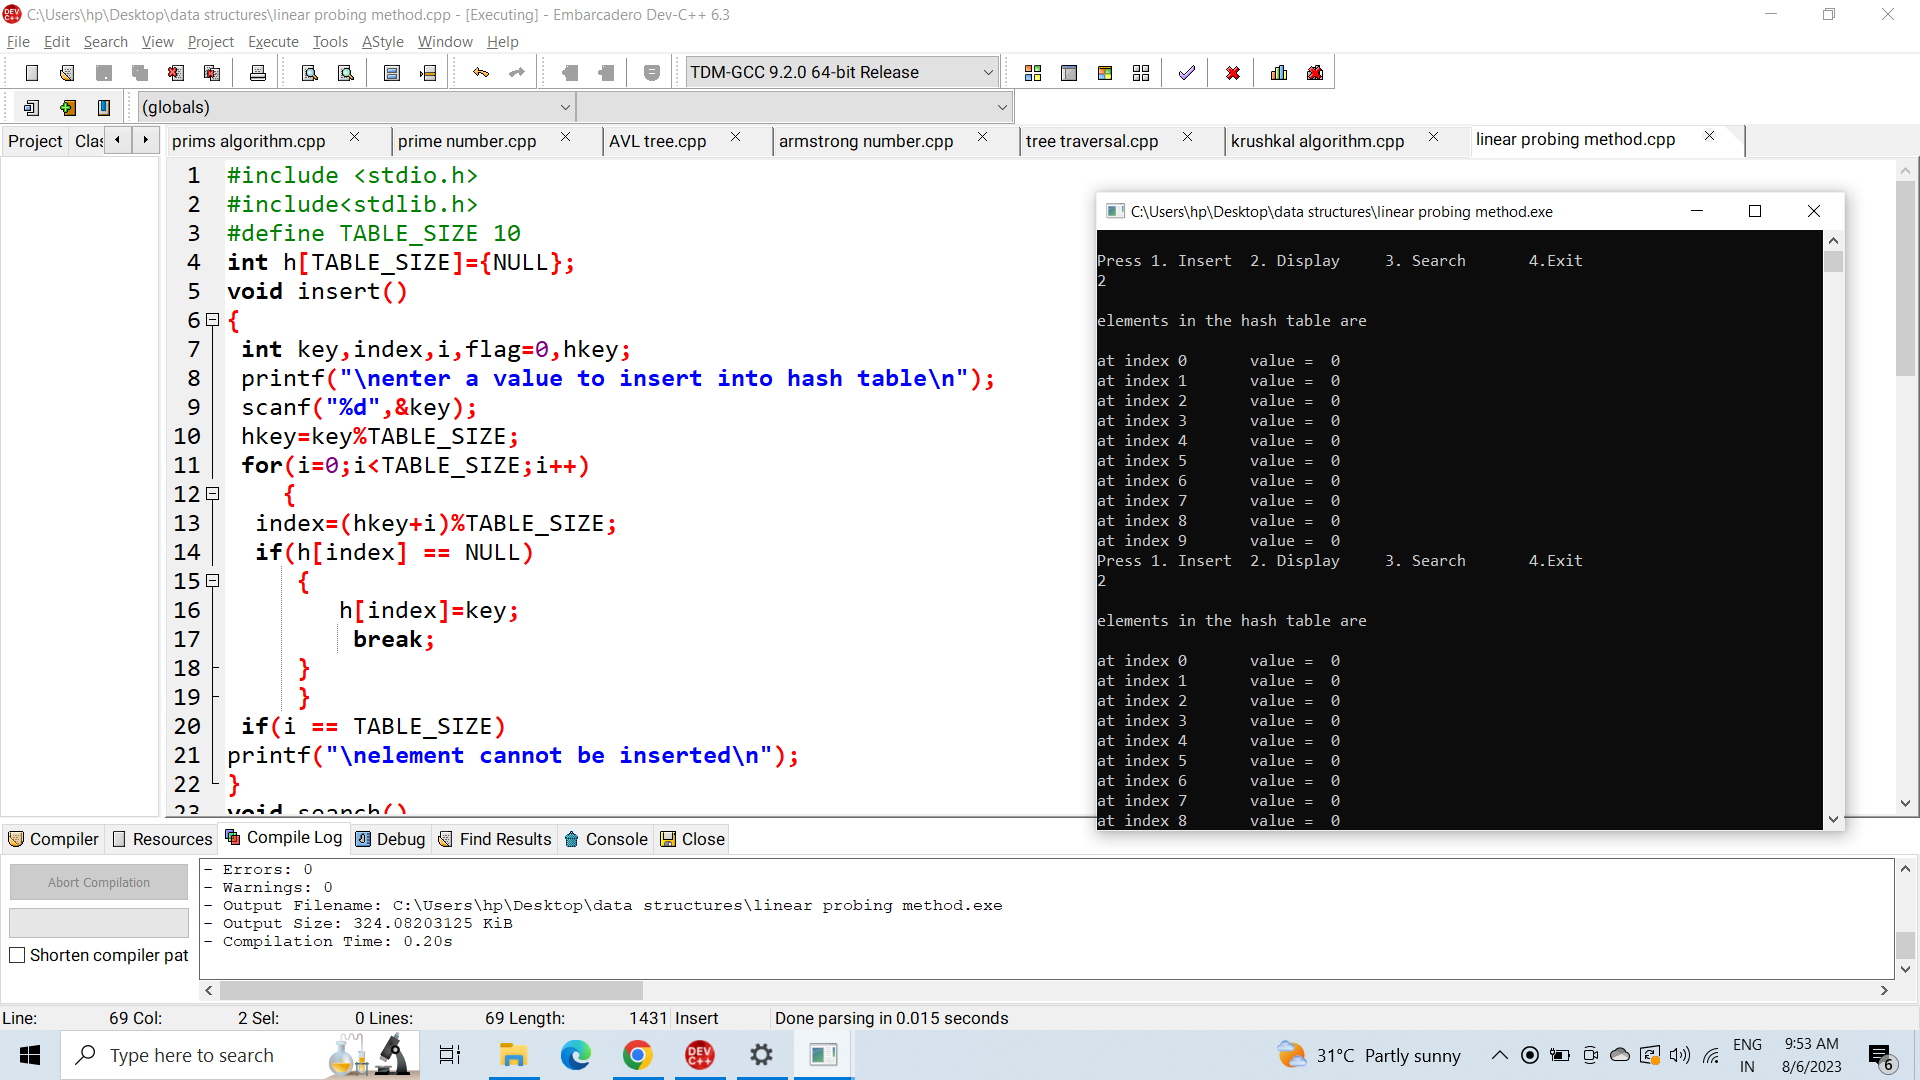 C:\Users\hp\Desktop\data structures\linear probing method.cpp - [Executing] - Embarcadero Dev-C++ 6.3
File Edit Search View Project Execute Tools AStyle Window Help
TDM-GCC 9.2.0 64-bit Release
(globals)
Project Clas prims algorithm.cpp prime number.cpp AVL tree.cpp armstrong number.cpp tree traversal.cpp krushkal algorithm.cpp linear probing method.cpp
1 #include <stdio.h>
2 #include<stdlib.h>
3 #define TABLE_SIZE 10
4 int h[TABLE_SIZE]={NULL};
5 void insert()
6 {
7 int key,index,i,flag=0,hkey;
8 printf("\nenter a value to insert into hash table\n");
9 scanf("%d",&key);
10 hkey=key%TABLE_SIZE;
11 for(i=0;i<TABLE_SIZE;i++)
12 {
13 index=(hkey+i)%TABLE_SIZE;
14 if(h[index] == NULL)
15 {
16 h[index]=key;
17 break;
18 }
19 }
20 if(i == TABLE_SIZE)
21 printf("\nelement cannot be inserted\n");
22 }
23 void search()
C:\Users\hp\Desktop\data structures\linear probing method.exe
Press 1. Insert 2. Display 3. Search 4.Exit
2
elements in the hash table are
at index 0 value = 0
at index 1 value = 0
at index 2 value = 0
at index 3 value = 0
at index 4 value = 0
at index 5 value = 0
at index 6 value = 0
at index 7 value = 0
at index 8 value = 0
at index 9 value = 0
Press 1. Insert 2. Display 3. Search 4.Exit
2
elements in the hash table are
at index 0 value = 0
at index 1 value = 0
at index 2 value = 0
at index 3 value = 0
at index 4 value = 0
at index 5 value = 0
at index 6 value = 0
at index 7 value = 0
at index 8 value = 0
Compiler Resources Compile Log Debug Find Results Console Close
Abort Compilation
Shorten compiler pat
- Errors: 0
- Warnings: 0
- Output Filename: C:\Users\hp\Desktop\data structures\linear probing method.exe
- Output Size: 324.08203125 KiB
- Compilation Time: 0.20s
Line: 69 Col: 2 Sel: 0 Lines: 69 Length: 1431 Insert Done parsing in 0.015 seconds
Type here to search
DEV C++
31°C Partly sunny
ENG
IN
9:53 AM
8/6/2023
6